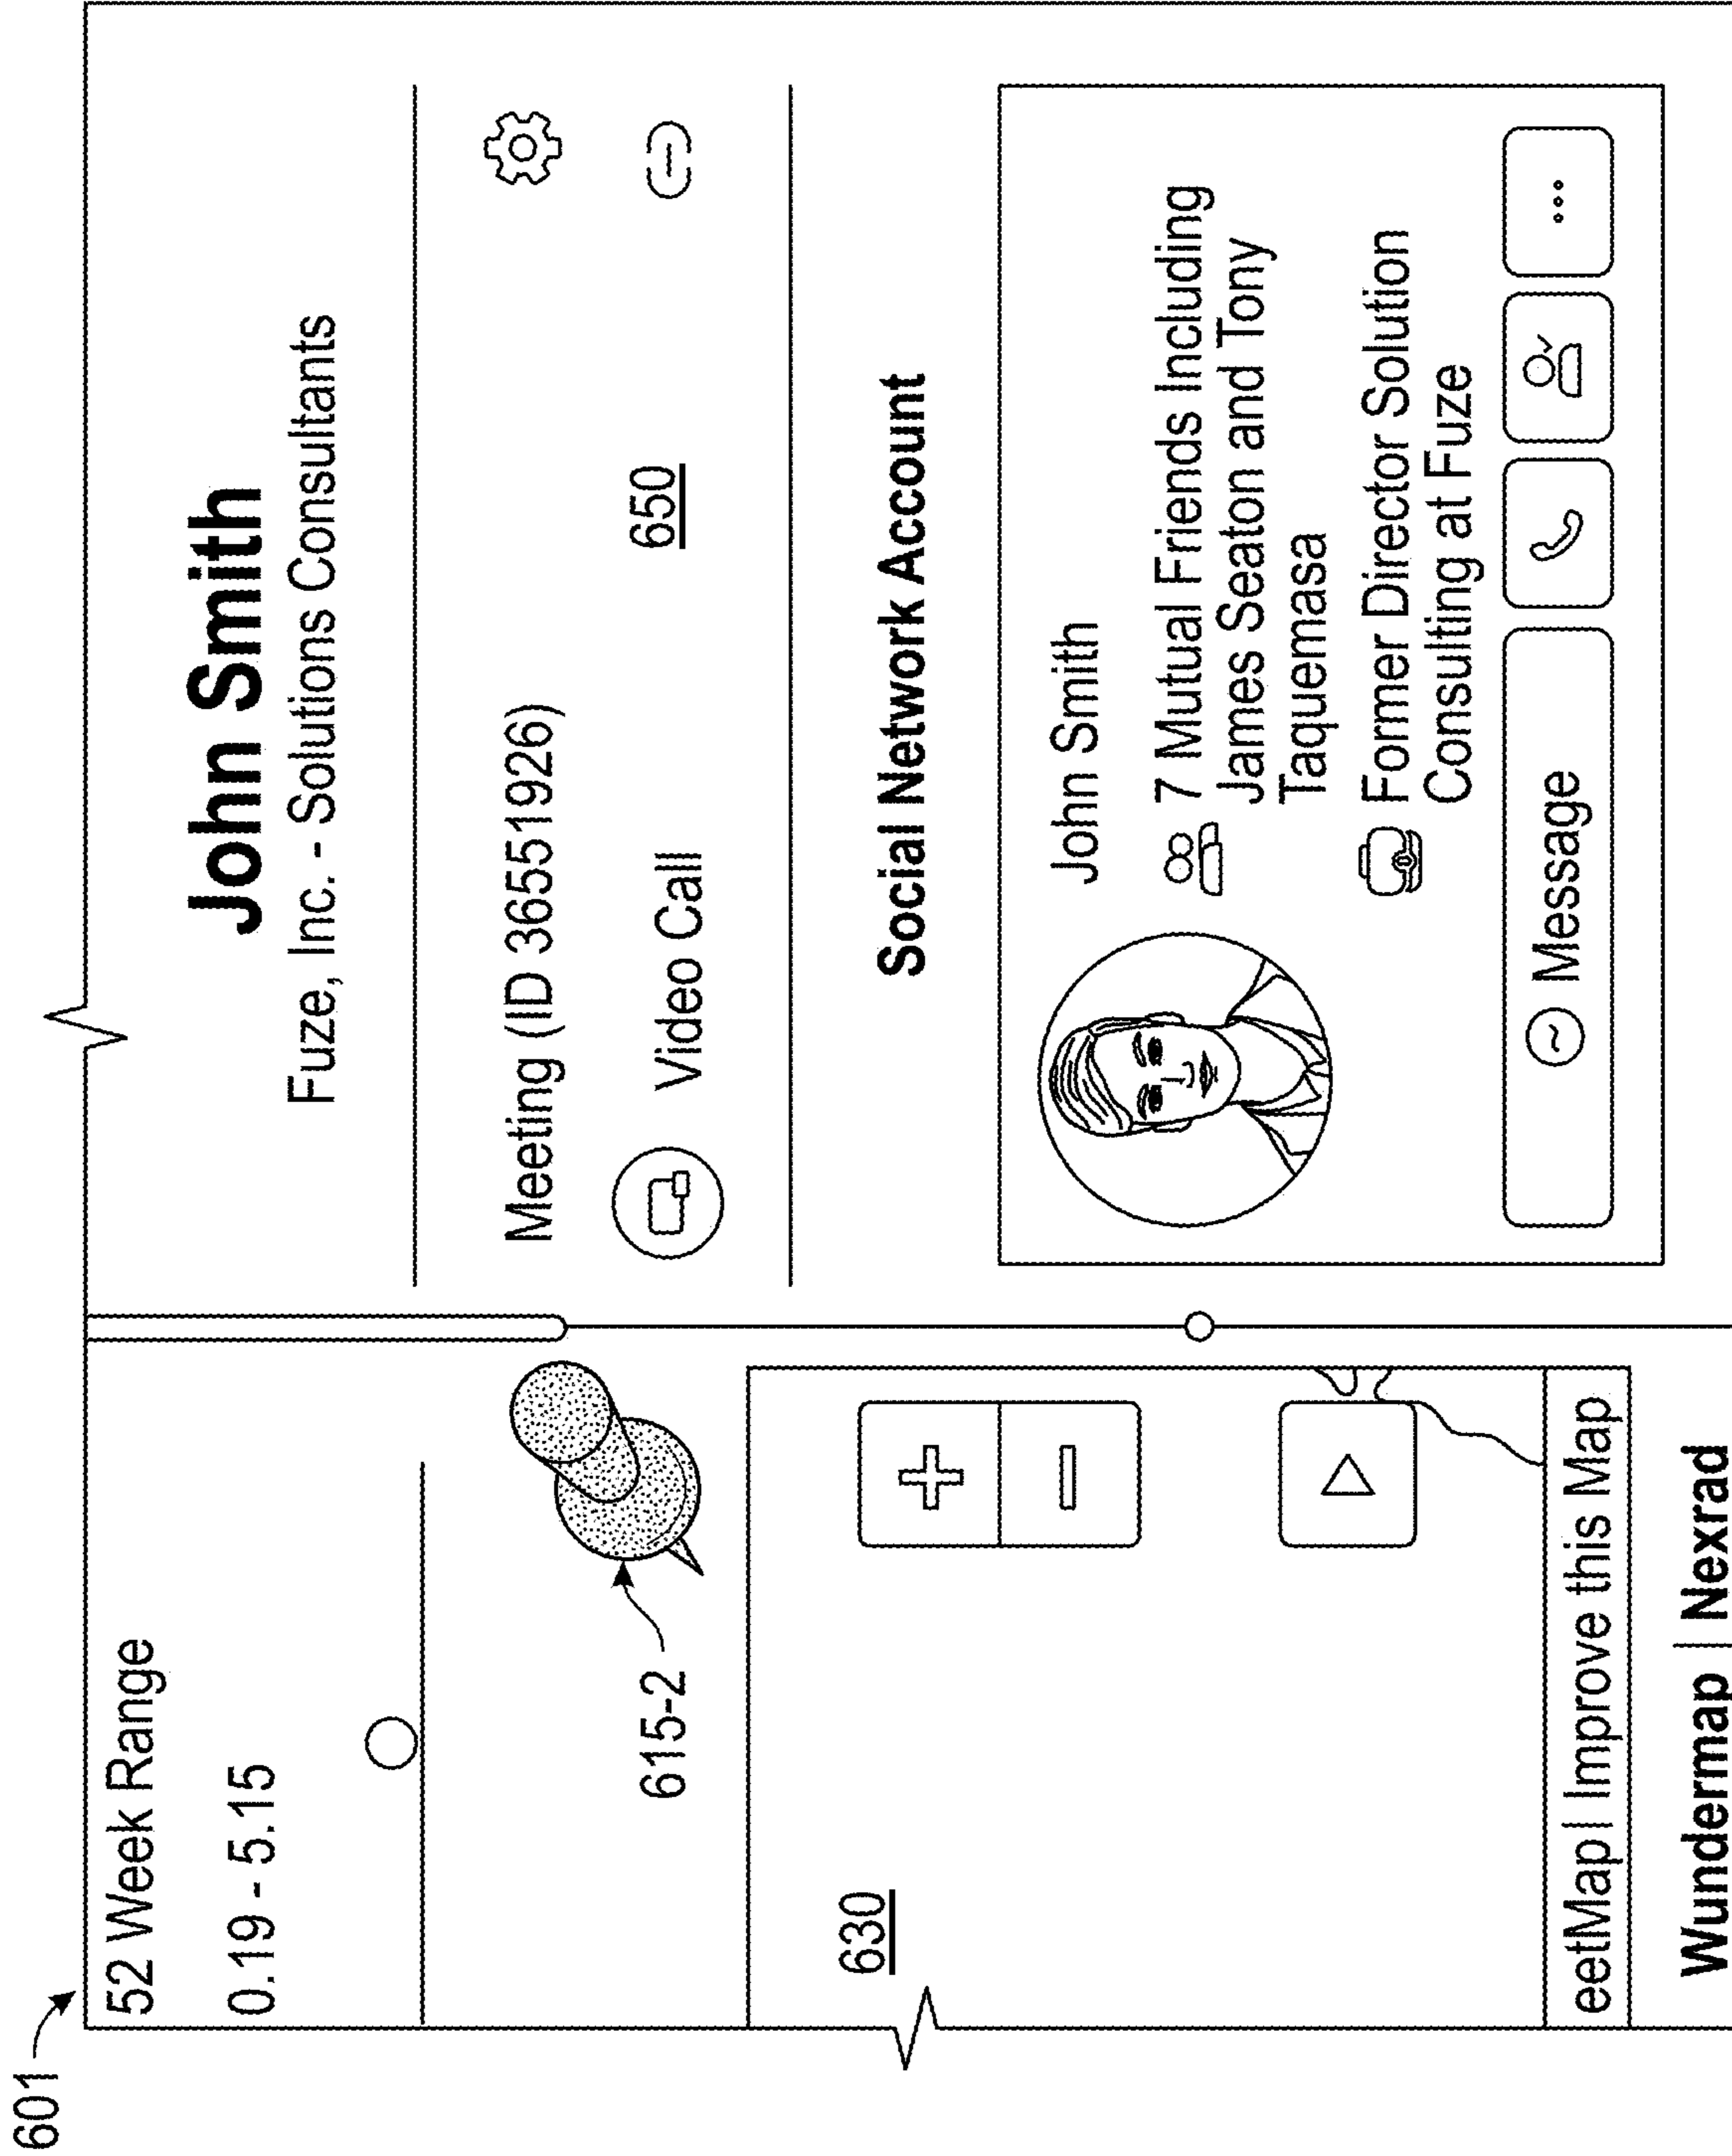 601
52 Week Range
0.19 - 5.15
615-2
630
eetMap | Improve this Map
Wundermap | Nexrad
John Smith
Fuze, Inc. - Solutions Consultants
Meeting (ID 36551926)
Video Call
650
Social Network Account
John Smith
7 Mutual Friends Including
James Seaton and Tony
Taquemasa
Former Director Solution
Consulting at Fuze
Message